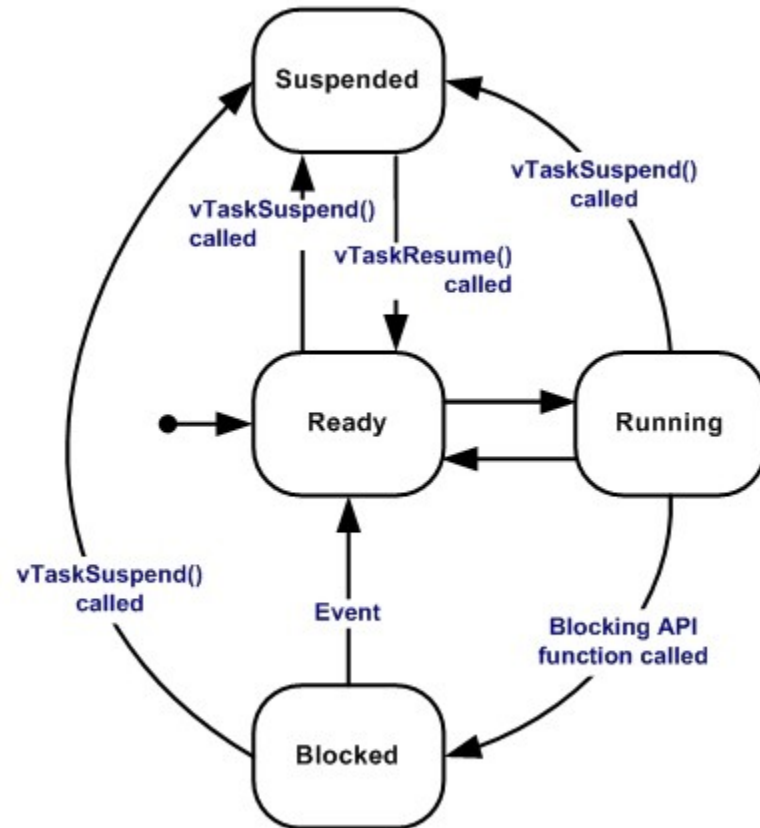 Suspended
vTaskSuspend()
called
vTaskSuspend()
called
vTaskResume()
called
Ready
Running
vTaskSuspend()
called
Event
Blocking API
function called
Blocked